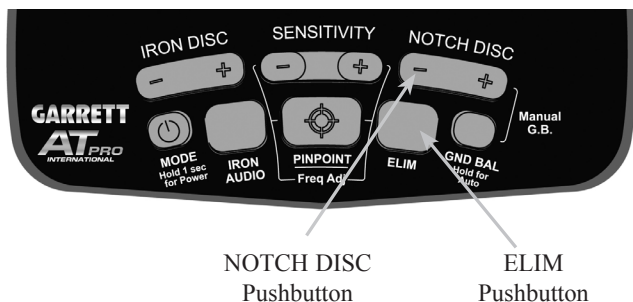 IRON DISC
SENSITIVITY
NOTCH DISC
- +
- +
- +
GARRETT
AT PRO
INTERNATIONAL
MODE
Hold 1 sec
for Power
IRON
AUDIO
PINPOINT
Freq Adj
ELIM
GND BAL
Hold for
Auto
Manual
G.B.
NOTCH DISC
Pushbutton
ELIM
Pushbutton